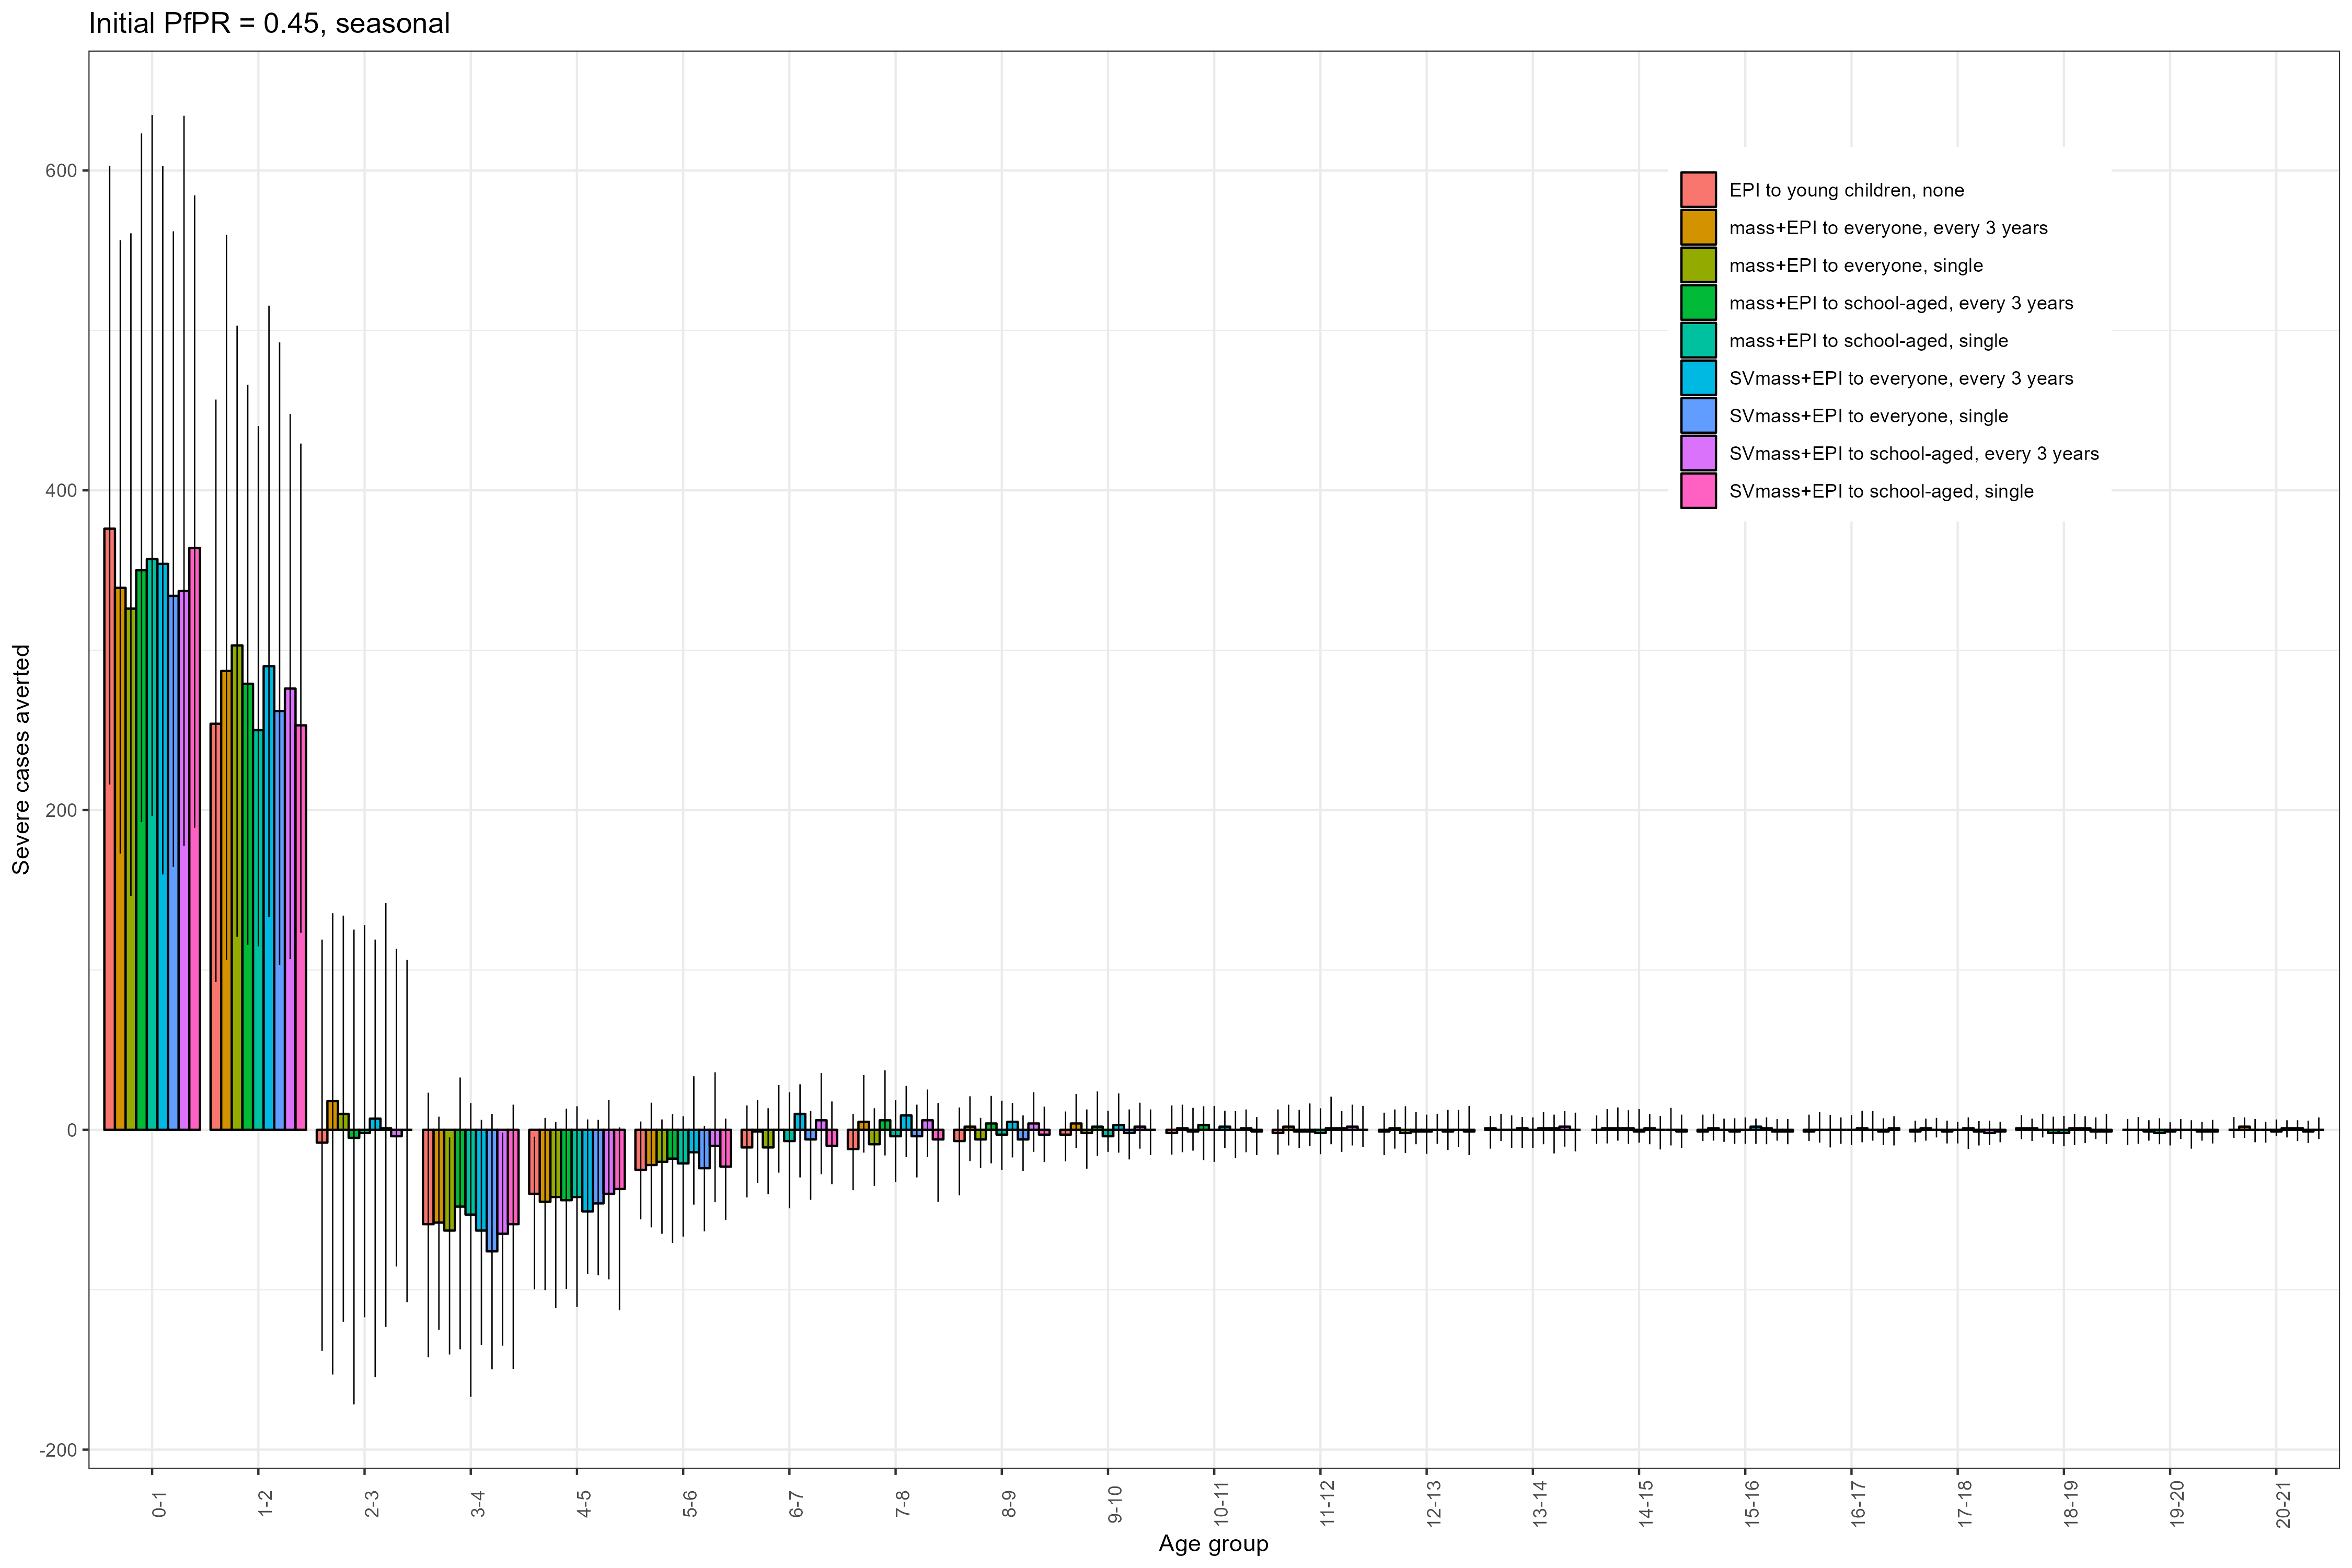 Initial PfPR = 0.45, seasonal
Severe cases averted
600
400
200
0
-200
EPI to young children, none
mass+EPI to everyone, every 3 years
mass+EPI to everyone, single
mass+EPI to school-aged, every 3 years
mass+EPI to school-aged, single
SVmass+EPI to everyone, every 3 years
SVmass+EPI to everyone, single
SVmass+EPI to school-aged, every 3 years
SVmass+EPI to school-aged, single
0-1
1-2
2-3
3-4
4-5
5-6
6-7
7-8
8-9
9-10
10-11
11-12
12-13
13-14
14-15
15-16
16-17
17-18
18-19
19-20
20-21
Age group